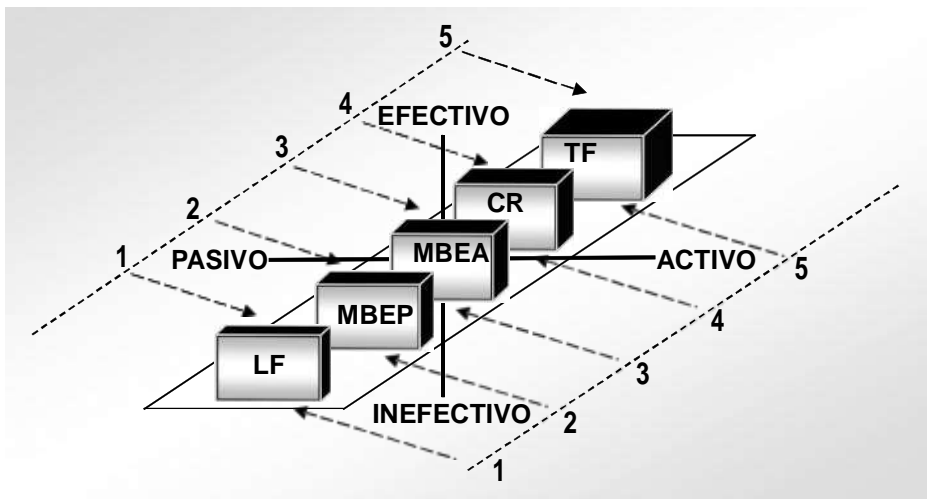 5
4
EFECTIVO
3
TF
2
CR
1
PASIVO
MBEA
ACTIVO
5
MBEP
4
LF
3
INEFECTIVO
2
1